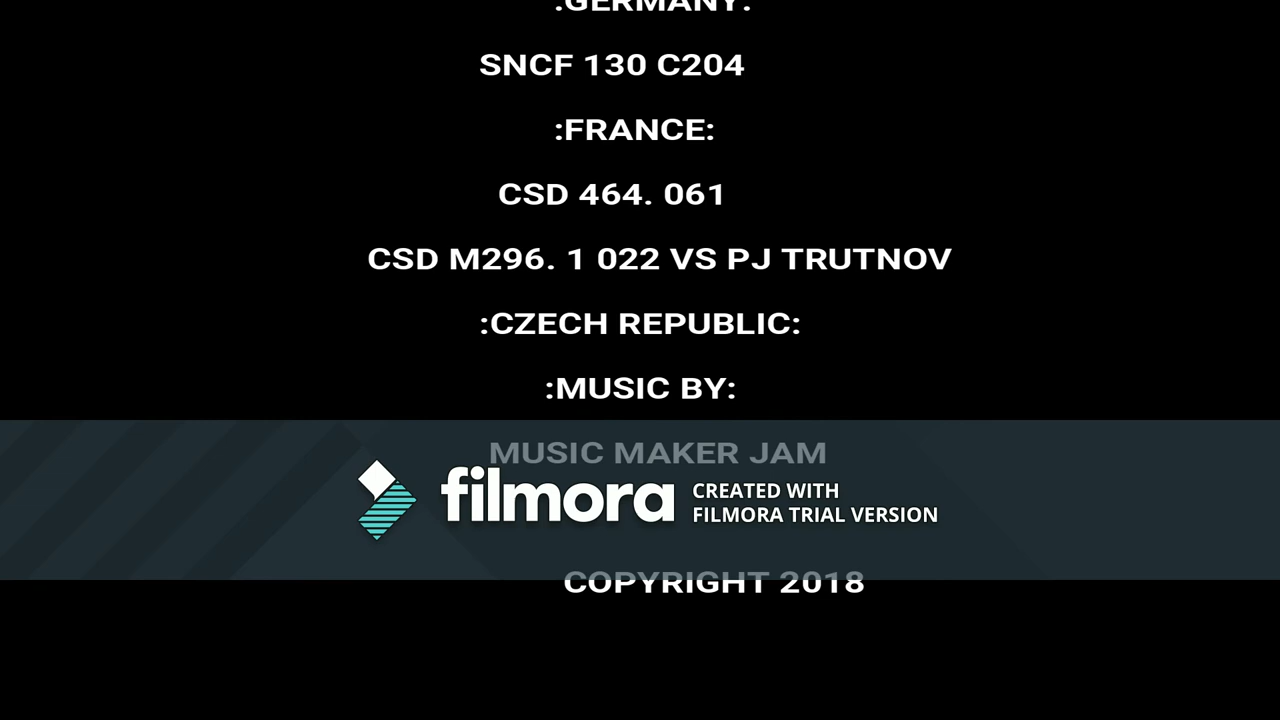 :GERMANY:
SNCF 130 C204
:FRANCE:
CSD 464. 061
CSD M296. 1 022 VS PJ TRUTNOV
:CZECH REPUBLIC:
:MUSIC BY:
MUSIC MAKER JAM
filmora
CREATED WITH
FILMORA TRIAL VERSION
COPYRIGHT 2018